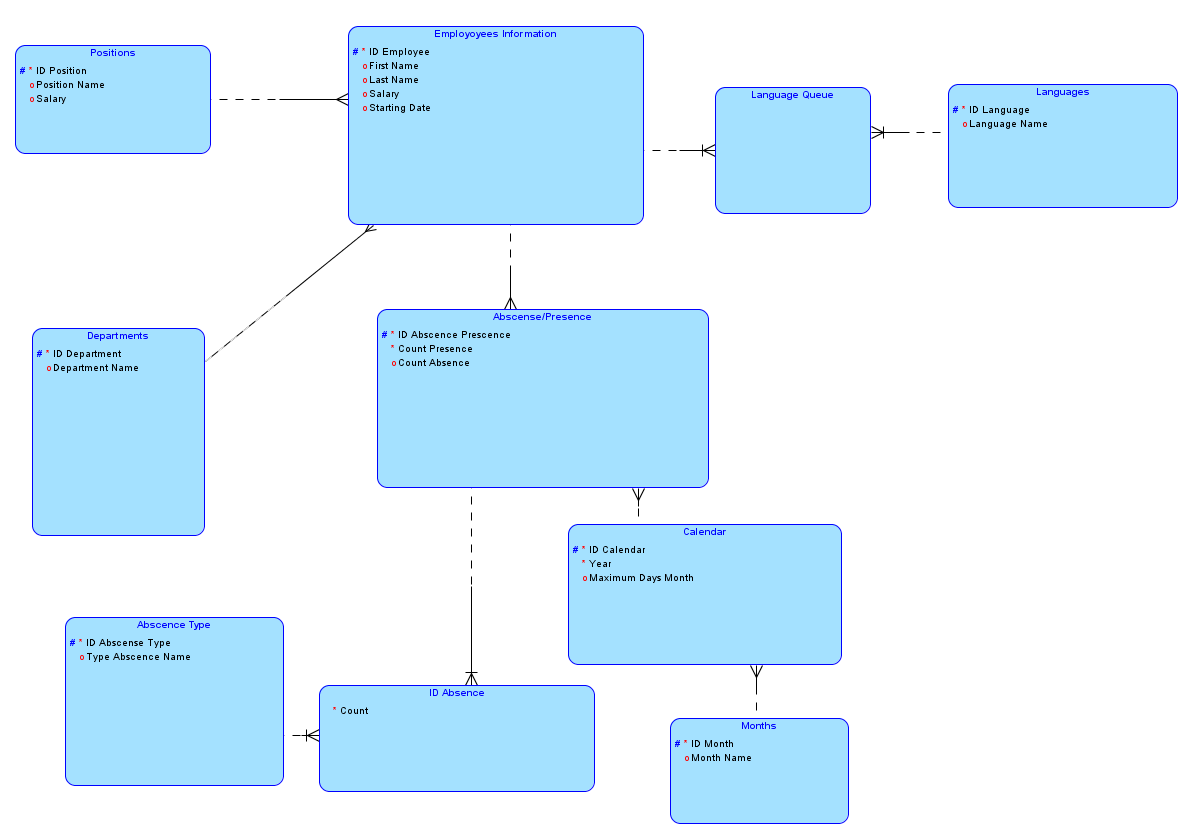 Positions
# * ID Position
o Position Name
o Salary
Employoyees Information
# * ID Employee
o First Name
o Last Name
o Salary
o Starting Date
Language Queue
Languages
# * ID Language
o Language Name
Departments
# * ID Department
o Department Name
Abscense/Presence
# * ID Abscence Prescence
* Count Presence
o Count Absence
Calendar
# * ID Calendar
* Year
o Maximum Days Month
Abscence Type
# * ID Abscense Type
o Type Abscence Name
ID Absence
* Count
Months
# * ID Month
o Month Name